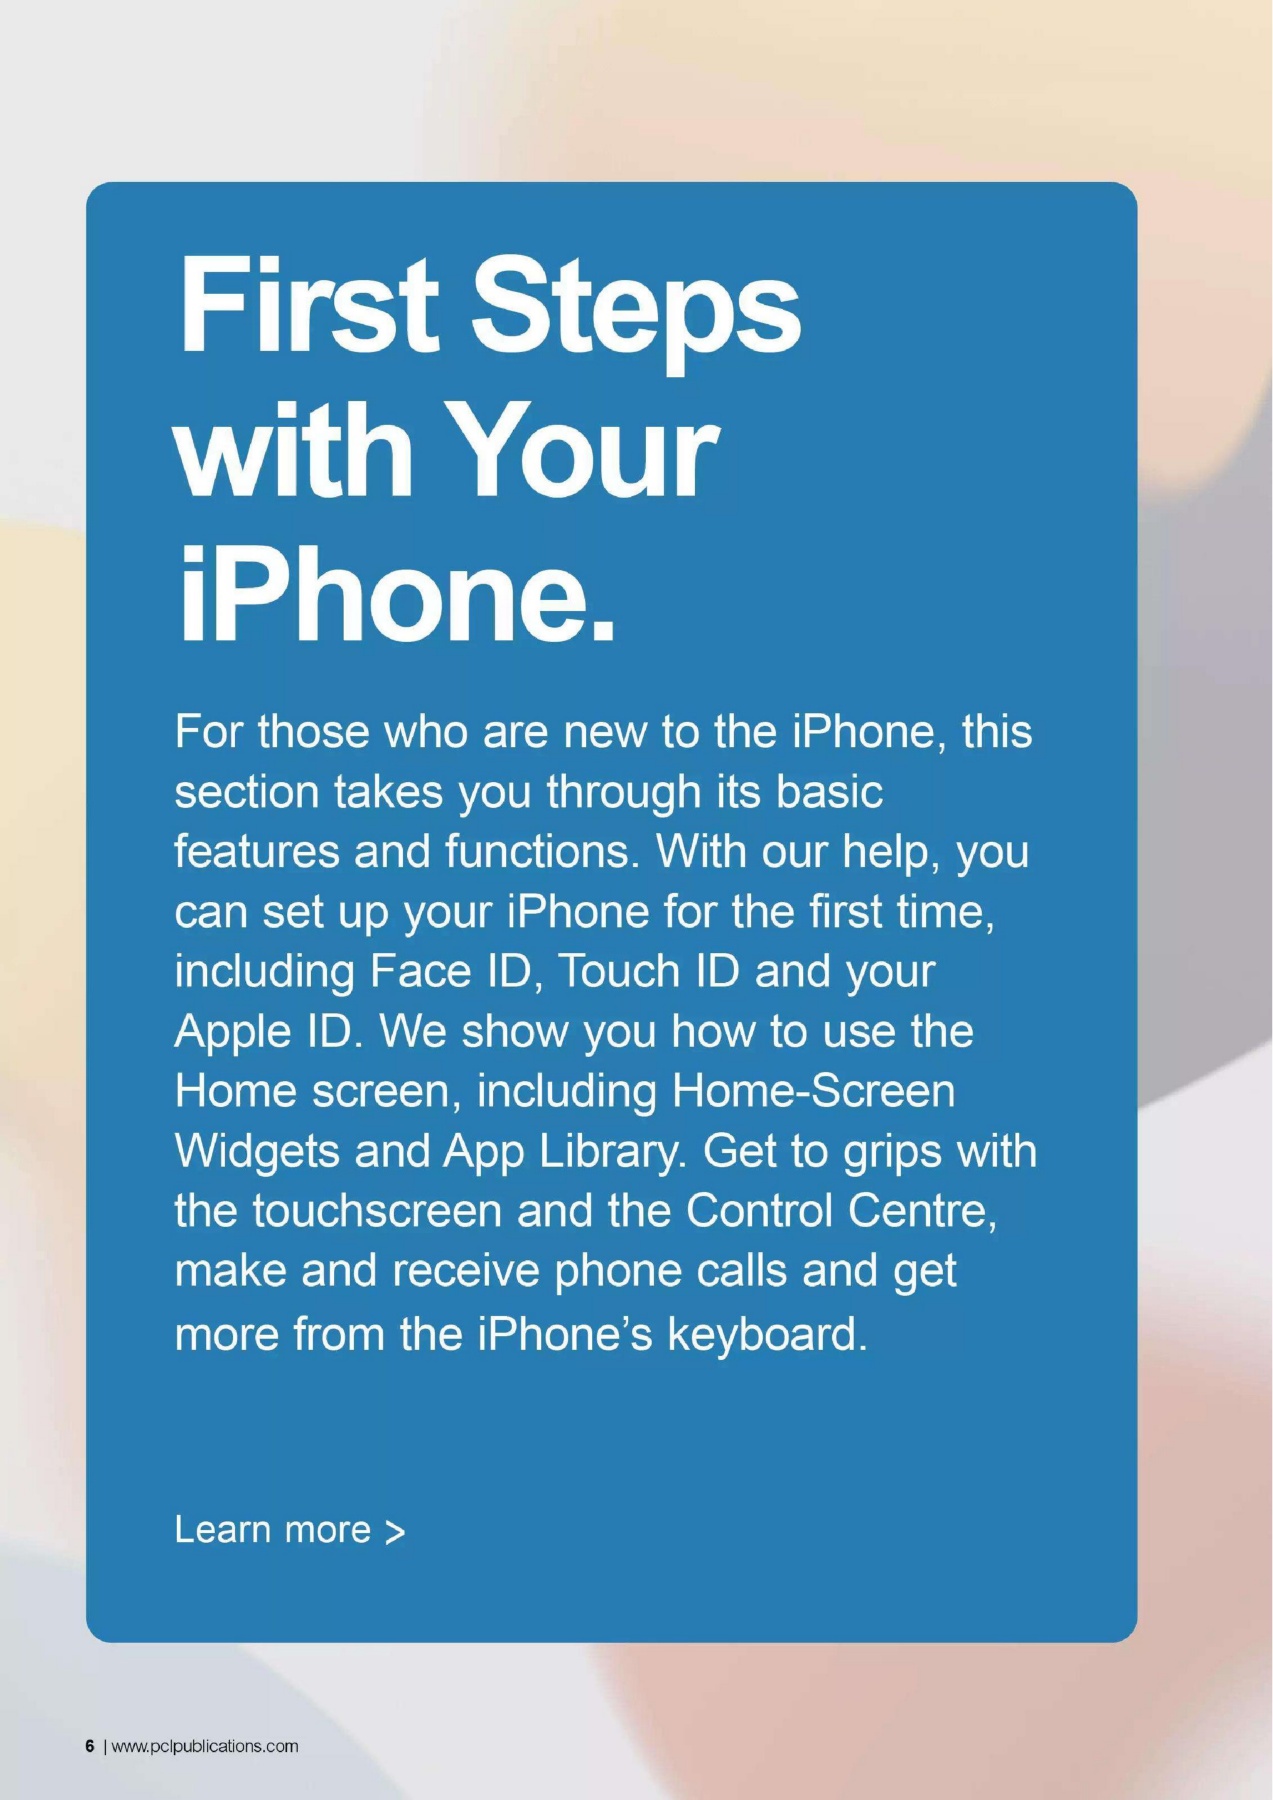 First Steps
with Your
iPhone.
For those who are new to the iPhone, this
section takes you through its basic
features and functions. With our help, you
can set up your iPhone for the first time,
including Face ID, Touch ID and your
Apple ID. We show you how to use the
Home screen, including Home-Screen
Widgets and App Library. Get to grips with
the touchscreen and the Control Centre,
make and receive phone calls and get
more from the iPhone’s keyboard.
Learn more >
6 | www.pclpublications.com